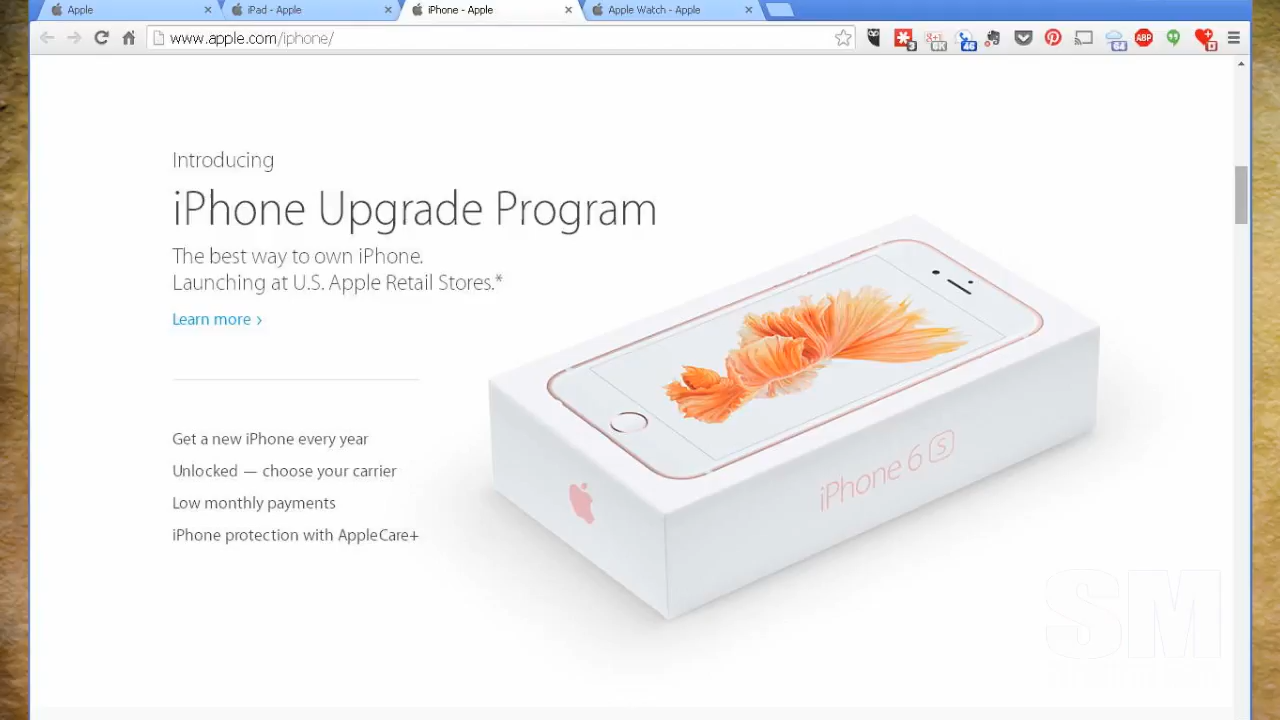 Apple
iPad - Apple
iPhone - Apple
Apple Watch - Apple
www.apple.com/iphone/
Introducing
iPhone Upgrade Program
The best way to own iPhone.
Launching at U.S. Apple Retail Stores.*
Learn more ›
Get a new iPhone every year
Unlocked — choose your carrier
Low monthly payments
iPhone protection with AppleCare+
iPhone 6 S
ABP
SM